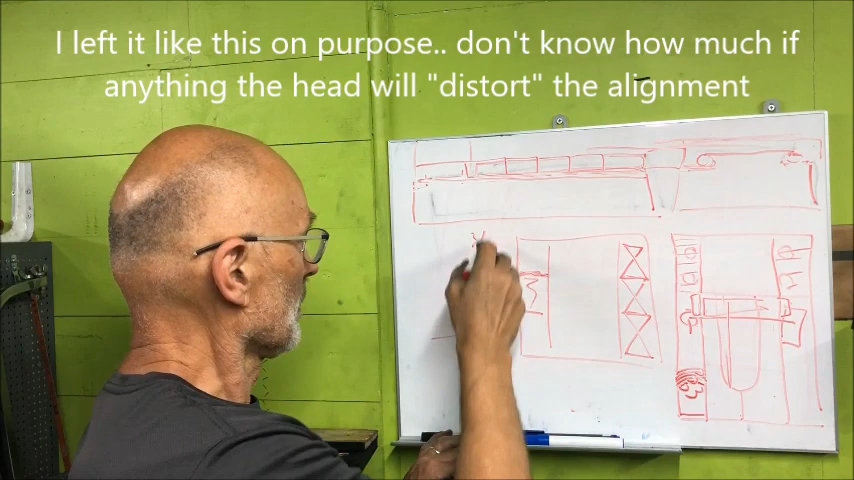 I left it like this on purpose.. don't know how much if
anything the head will "distort" the alignment